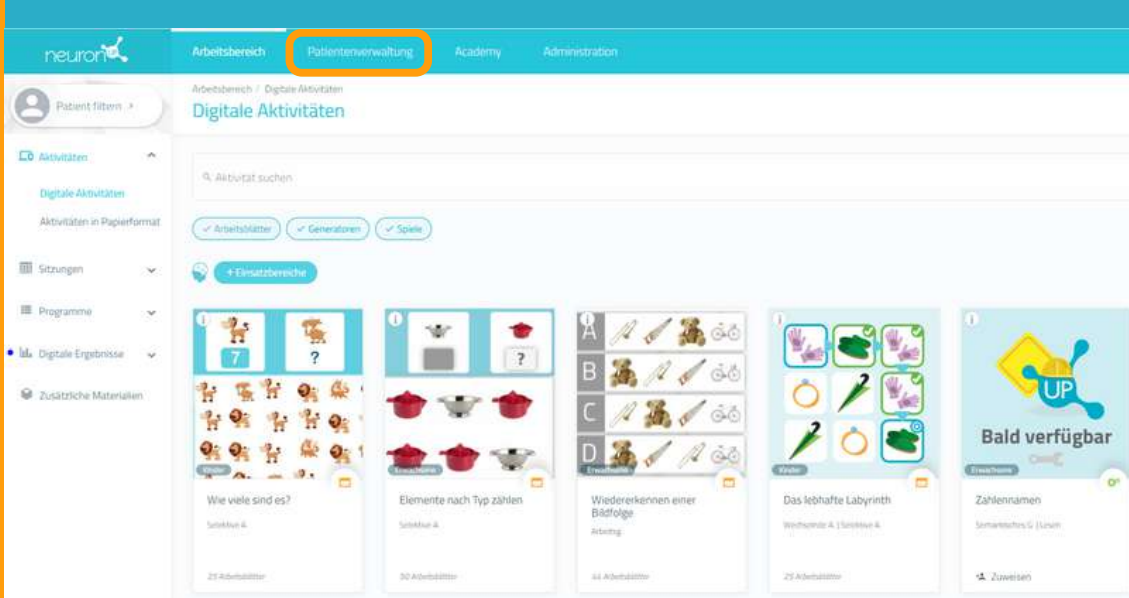 neuronUP
Arbeitsbereich
Patientenverwaltung
Academy
Administration
Patient filtern >
Arbeitsbereich / Digitale Aktivitäten
Digitale Aktivitäten
Aktivitäten
Digitale Aktivitäten
Aktivitäten in Papierformat
Sitzungen
Programme
Digitale Ergebnisse
Zusätzliche Materialien
Aktivität suchen
Arbeitsblätter
Generatoren
Spiele
+ Einsatzbereiche
7
?
Kinder
Wie viele sind es?
Selektive A.
25 Arbeitsblätter
?
Erwachsene
Elemente nach Typ zählen
Selektive A.
30 Arbeitsblätter
A
B
C
D
Erwachsene
Wiedererkennen einer
Bildfolge
Arbeitsg.
44 Arbeitsblätter
Kinder
Das lebhafte Labyrinth
Wechselnde A. | Selektive A.
25 Arbeitsblätter
UP
Bald verfügbar
Erwachsene
Zahlennamen
Semantisches G. | Lesen
Zuweisen